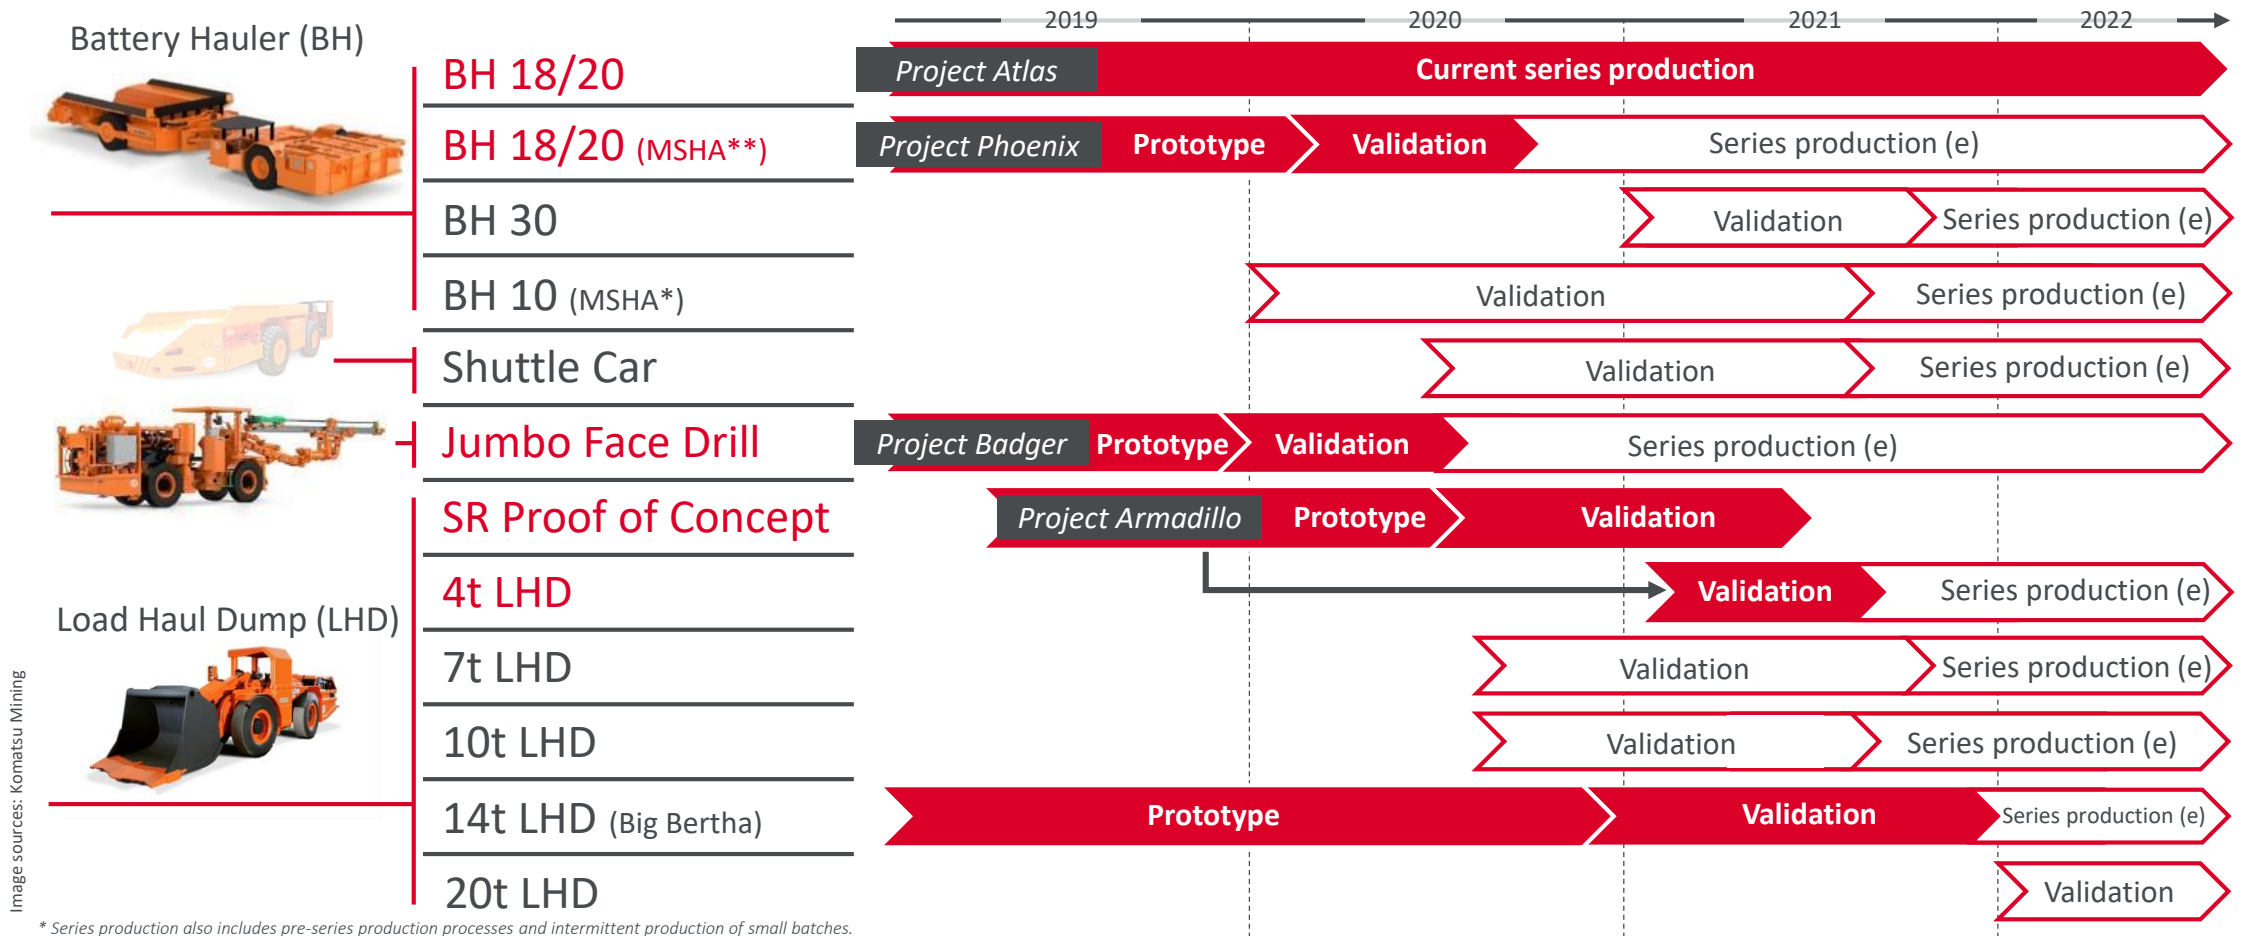 2019 2020 2021 2022
Battery Hauler (BH)
BH 18/20
Project Atlas
Current series production
BH 18/20 (MSHA**)
Project Phoenix
Prototype
Validation
Series production (e)
BH 30
Validation
Series production (e)
BH 10 (MSHA*)
Validation
Series production (e)
Shuttle Car
Validation
Series production (e)
Jumbo Face Drill
Project Badger
Prototype
Validation
Series production (e)
SR Proof of Concept
Project Armadillo
Prototype
Validation
4t LHD
Validation
Series production (e)
Load Haul Dump (LHD)
7t LHD
Validation
Series production (e)
10t LHD
Validation
Series production (e)
14t LHD (Big Bertha)
Prototype
Validation
Series production (e)
20t LHD
Validation
Image sources: Komatsu Mining
* Series production also includes pre-series production processes and intermittent production of small batches.